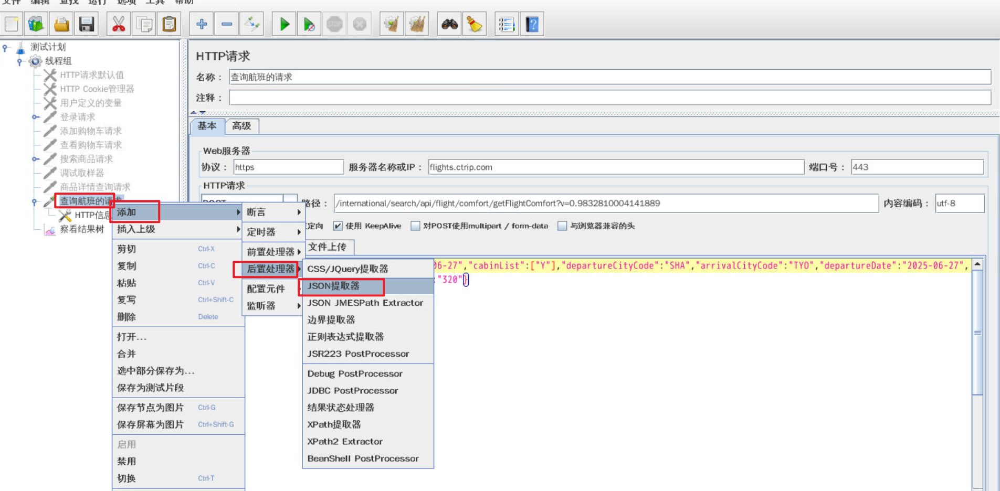 文件 编辑 查找 运行 选项 工具 帮助
STOP
测试计划
线程组
HTTP请求默认值
HTTP Cookie管理器
用户定义的变量
登录请求
添加购物车请求
查看购物车请求
搜索商品请求
调试取样器
商品详情查询请求
查询航班的请求
HTTP信息
察看结果树
HTTP请求
名称：
查询航班的请求
注释：
基本
高级
Web服务器
协议：
https
服务器名称或IP：
flights.ctrip.com
端口号：
443
HTTP请求
POST
路径：
/international/search/api/flight/comfort/getFlightComfort?v=0.9832810004141889
内容编码：
utf-8
定向
使用 KeepAlive
对POST使用multipart / form-data
与浏览器兼容的头
文件上传
06-27","cabinList":["Y"],"departureCityCode":"SHA","arrivalCityCode":"TYO","departureDate":"2025-06-27",
:"320"}
添加
插入上级
剪切 Ctrl-X
复制 Ctrl-C
粘贴 Ctrl-V
复写 Ctrl+Shift-C
删除 Delete
打开...
合并
选中部分保存为...
保存为测试片段
保存节点为图片 Ctrl-G
保存屏幕为图片 Ctrl+Shift-G
启用
禁用
切换 Ctrl-T
断言
定时器
前置处理器
后置处理器
配置元件
监听器
CSS/JQuery提取器
JSON提取器
JSON JMESPath Extractor
边界提取器
正则表达式提取器
JSR223 PostProcessor
Debug PostProcessor
JDBC PostProcessor
结果状态处理器
XPath提取器
XPath2 Extractor
BeanShell PostProcessor